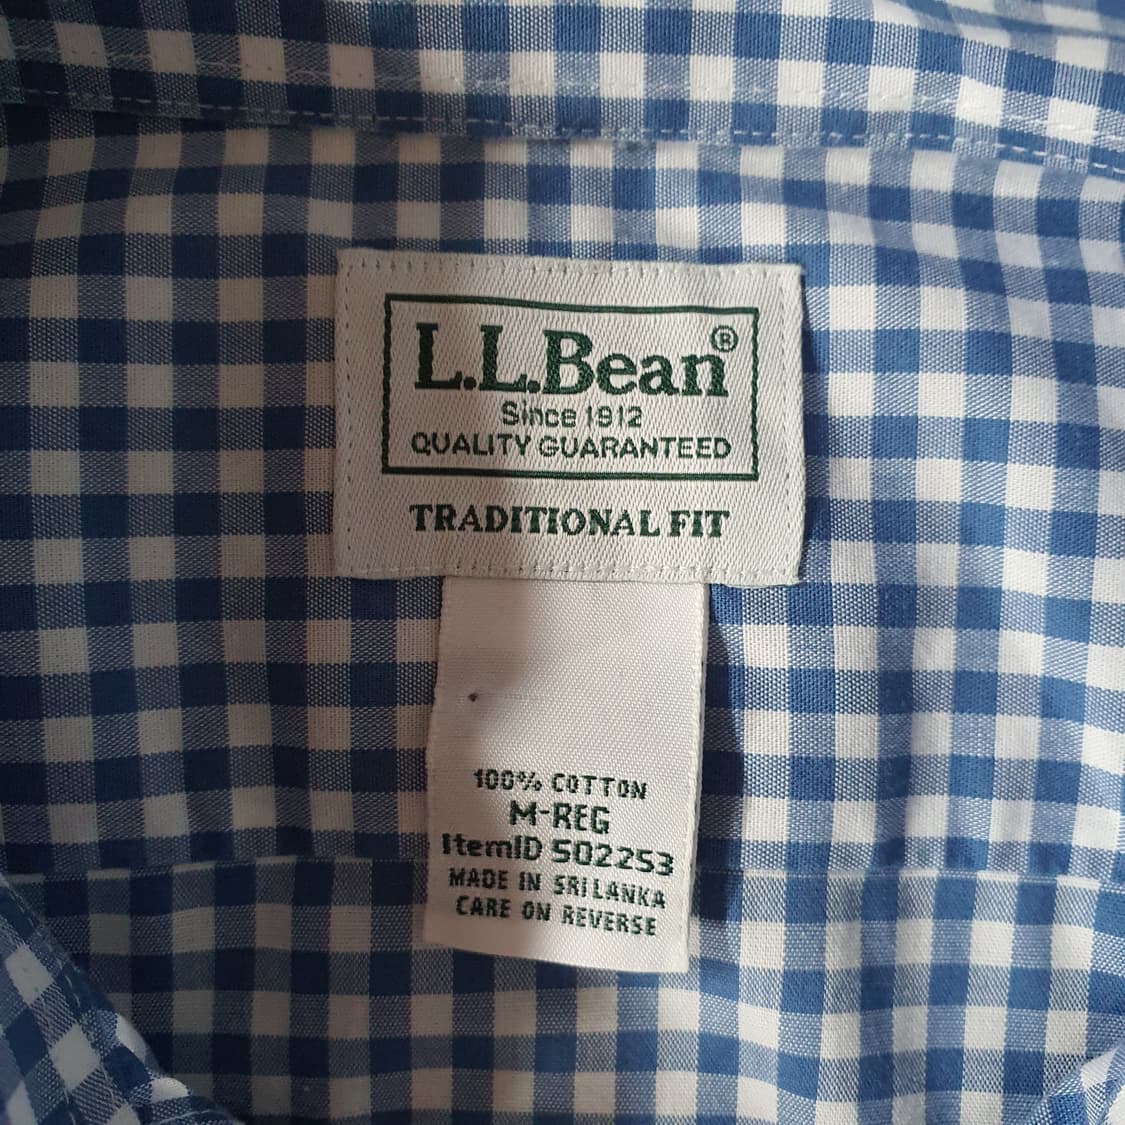 L.L.Bean®
Since 1912
QUALITY GUARANTEED
TRADITIONAL FIT
100% COTTON
M-REG
ItemID 502253
MADE IN SRI LANKA
CARE ON REVERSE